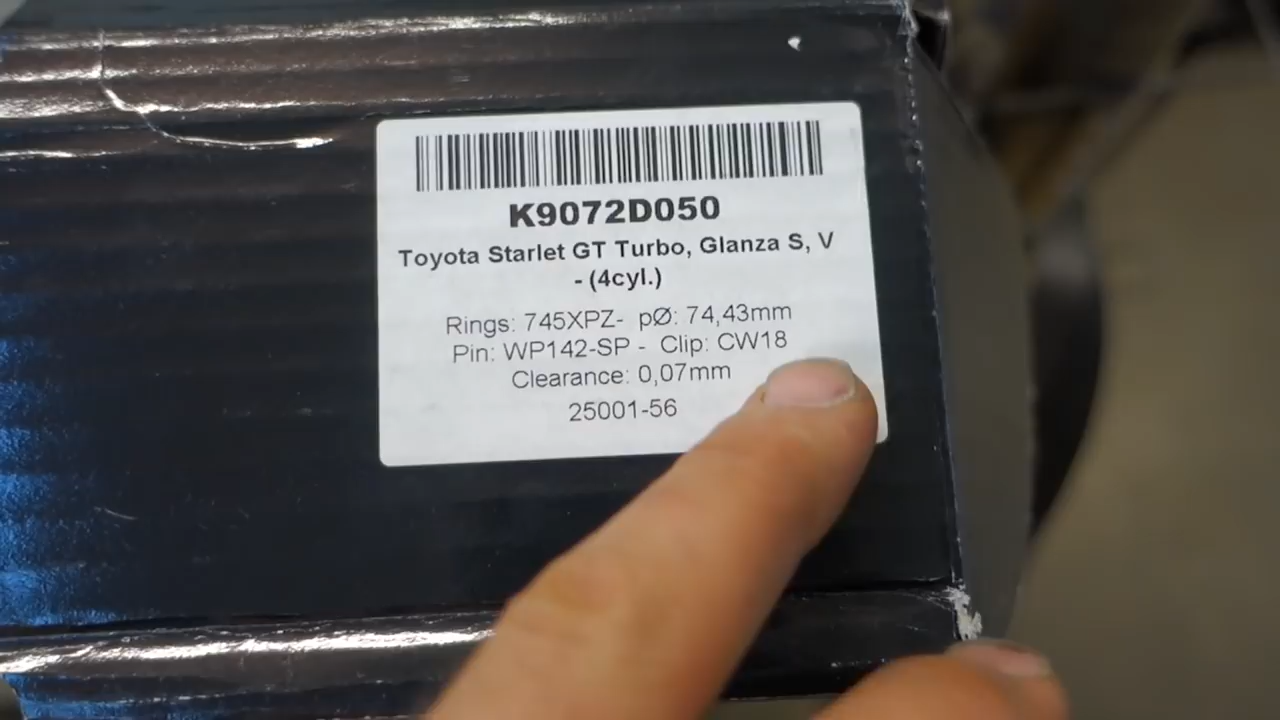 K9072D050
Toyota Starlet GT Turbo, Glanza S, V
- (4cyl.)
Rings: 745XPZ- pØ: 74,43mm
Pin: WP142-SP - Clip: CW18
Clearance: 0,07mm
25001-56